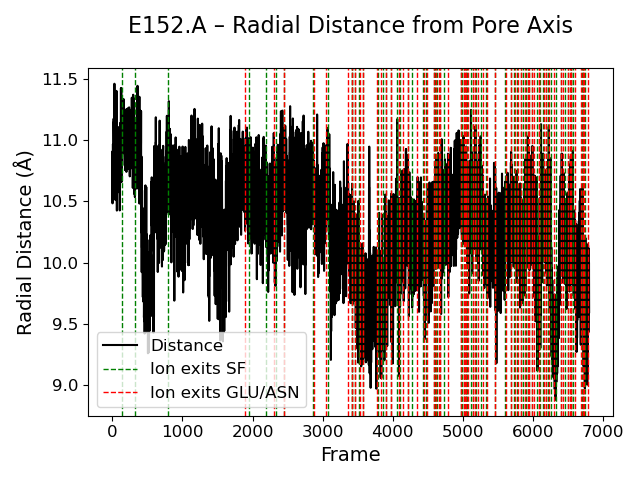 E152.A – Radial Distance from Pore Axis
Radial Distance (Å)
11.5
11.0
10.5
10.0
9.5
9.0
Distance
Ion exits SF
Ion exits GLU/ASN
0 1000 2000 3000 4000 5000 6000 7000
Frame